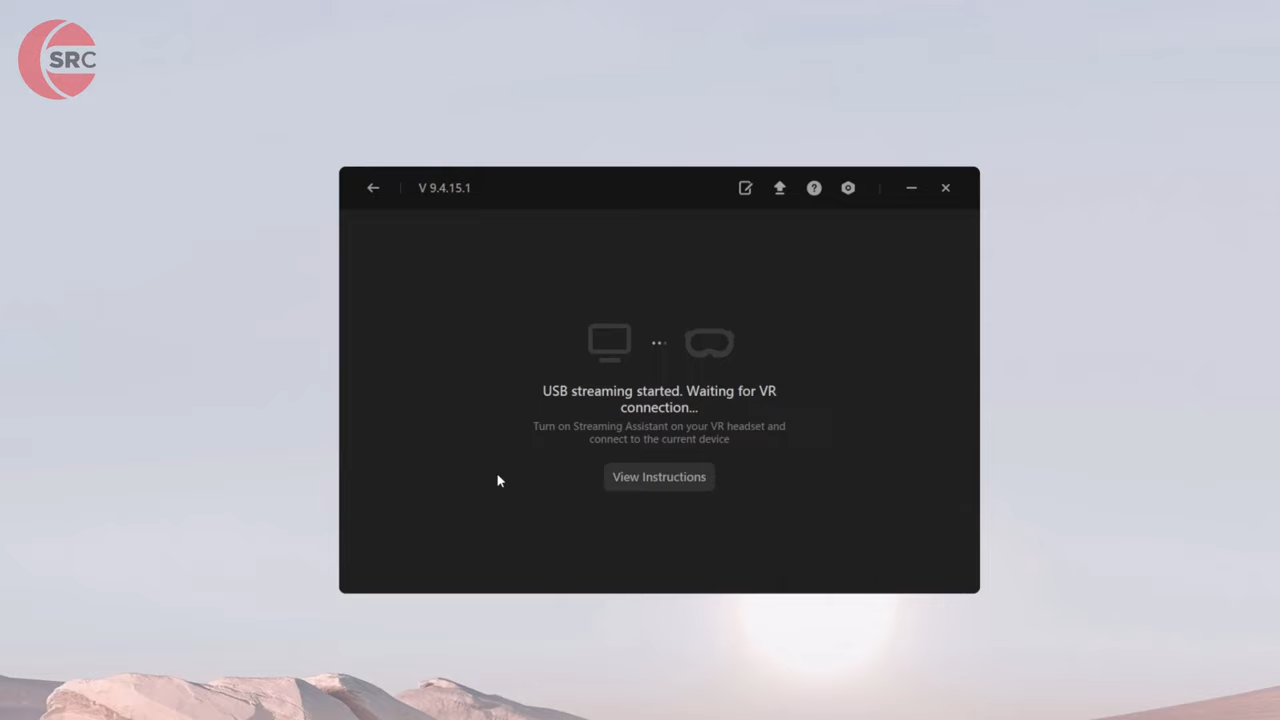 SRC
V 9.4.15.1
?
USB streaming started. Waiting for VR
connection...
Turn on Streaming Assistant on your VR headset and
connect to the current device
View Instructions